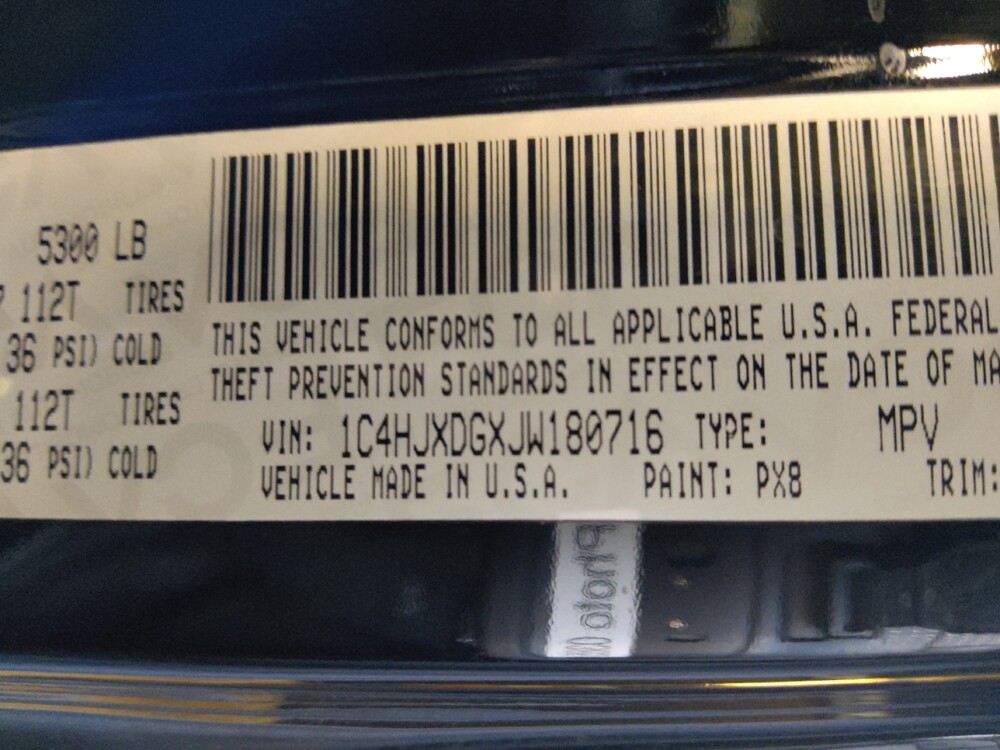 5300 LB
112T TIRES
36 PSI) COLD
112T TIRES
36 PSI) COLD
THIS VEHICLE CONFORMS TO ALL APPLICABLE U.S.A. FEDERAL
THEFT PREVENTION STANDARDS IN EFFECT ON THE DATE OF MA
VIN: 1C4HJXDGXJW180716 TYPE: MPV
VEHICLE MADE IN U.S.A. PAINT: PX8 TRIM:
Photo